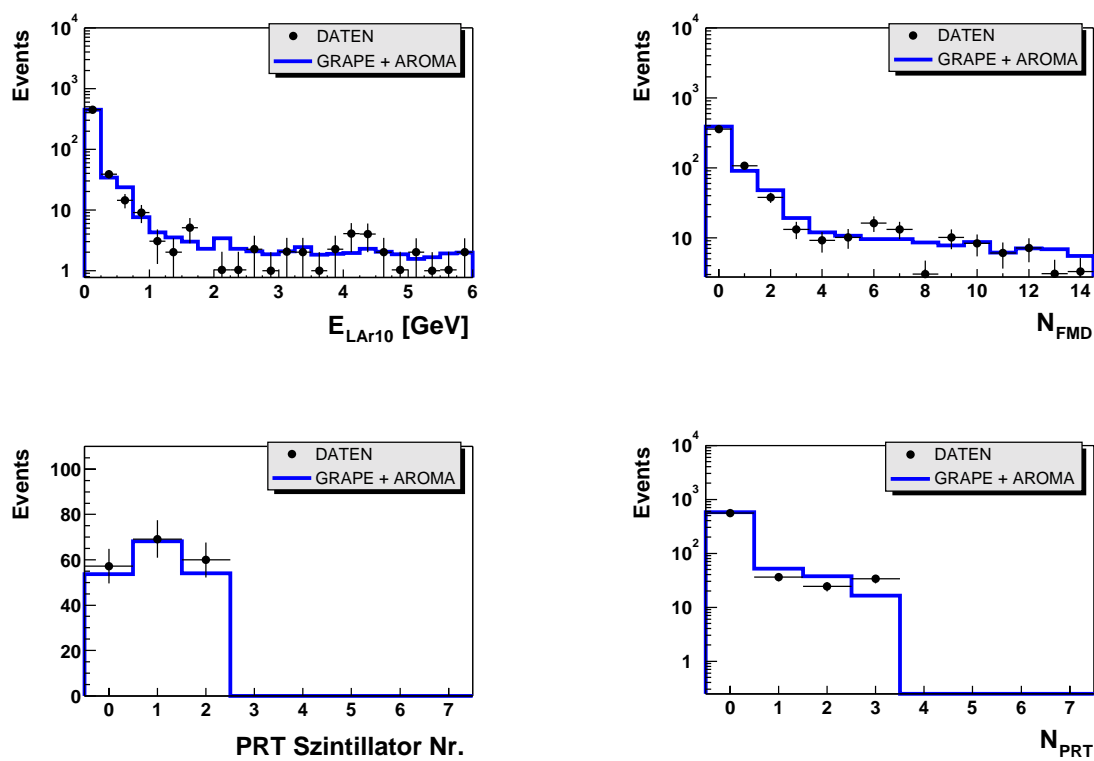 Events
10⁴
10³
10²
10
1
DATEN
GRAPE + AROMA
0 1 2 3 4 5 6
E_LAr10 [GeV]
Events
10⁴
10³
10²
10
DATEN
GRAPE + AROMA
0 2 4 6 8 10 12 14
N_FMD
Events
100
80
60
40
20
0
DATEN
GRAPE + AROMA
0 1 2 3 4 5 6 7
PRT Szintillator Nr.
Events
10⁴
10³
10²
10
1
DATEN
GRAPE + AROMA
0 1 2 3 4 5 6 7
N_PRT